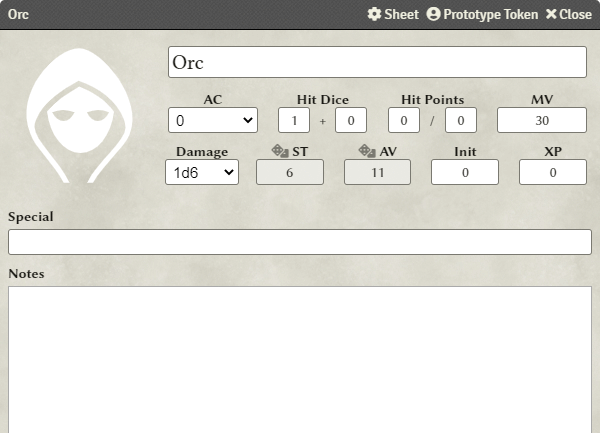 Orc Sheet Prototype Token Close
Orc
AC Hit Dice Hit Points MV
0 1 + 0 0 / 0 30
Damage ST AV Init XP
1d6 6 11 0 0
Special
Notes